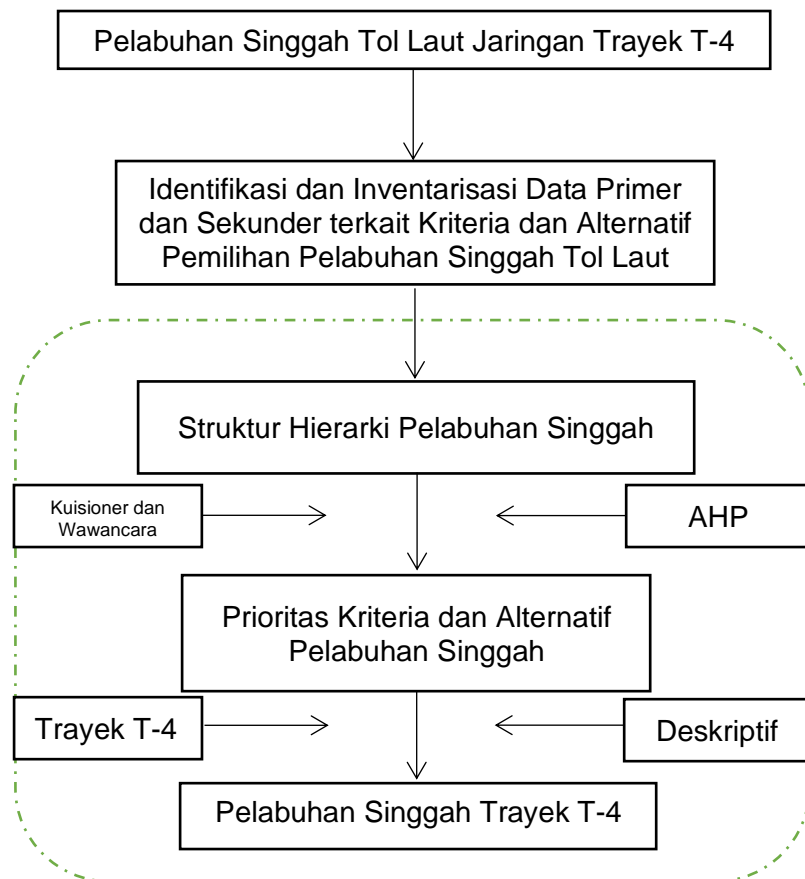 Pelabuhan Singgah Tol Laut Jaringan Trayek T-4
Identifikasi dan Inventarisasi Data Primer
dan Sekunder terkait Kriteria dan Alternatif
Pemilihan Pelabuhan Singgah Tol Laut
Struktur Hierarki Pelabuhan Singgah
Kuisioner dan
Wawancara
AHP
Prioritas Kriteria dan Alternatif
Pelabuhan Singgah
Trayek T-4
Deskriptif
Pelabuhan Singgah Trayek T-4